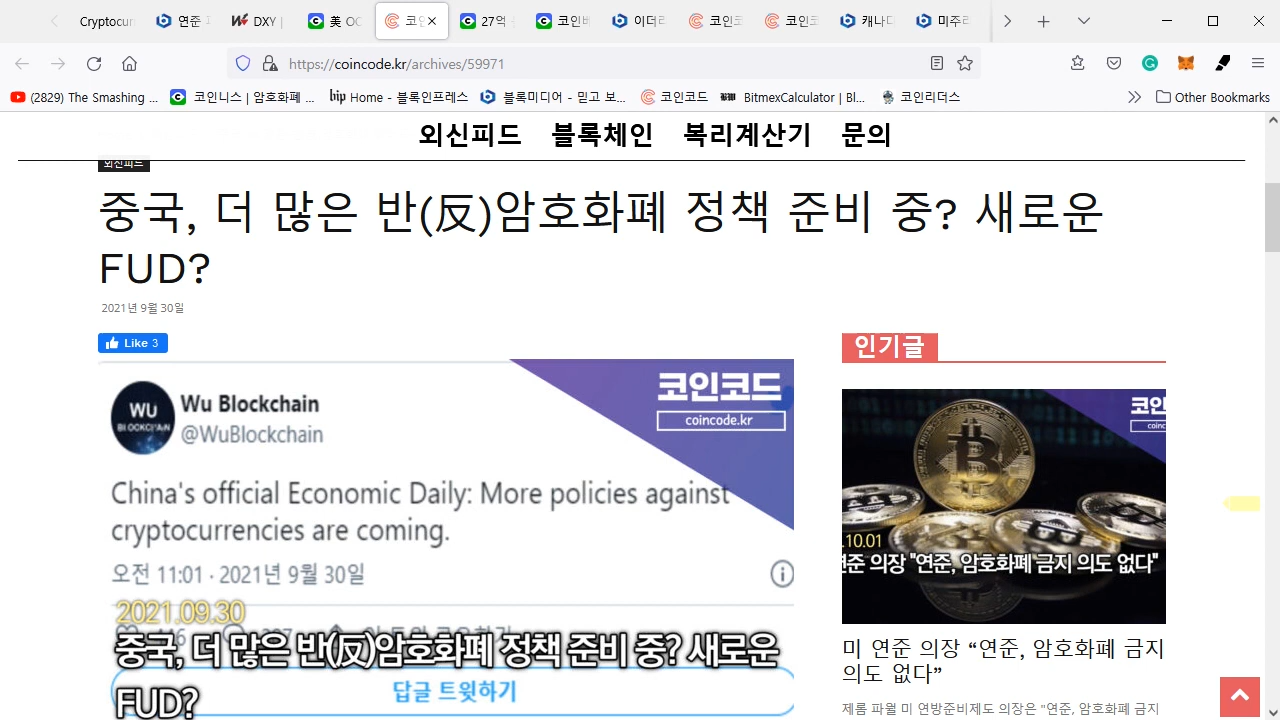 Cryptocur
연준
DXY |
美 OC
코인
27억
코인비
이더리
코인코
코인코
캐나다
미주리
https://coincode.kr/archives/59971
(2829) The Smashing ...
코인니스 | 암호화폐 ...
bip Home - 블록인프레스
블록미디어 - 믿고 보...
코인코드
BitmexCalculator | Bl...
코인리더스
Other Bookmarks
외신피드 블록체인 복리계산기 문의
외신피드
중국, 더 많은 반(反)암호화폐 정책 준비 중? 새로운
FUD?
2021년 9월 30일
Like 3
WU
BLOCKCHAIN
Wu Blockchain
@WuBlockchain
코인코드
coincode.kr
China's official Economic Daily: More policies against
cryptocurrencies are coming.
오전 11:01 · 2021년 9월 30일
2021.09.30
중국, 더 많은 반(反)암호화폐 정책 준비 중? 새로운
FUD?
답글 트윗하기
인기글
코인
coinc
.10.01
연준 의장 "연준, 암호화폐 금지 의도 없다"
미 연준 의장 “연준, 암호화폐 금지
의도 없다”
제롬 파월 미 연방준비제도 의장은 "연준, 암호화폐 금지